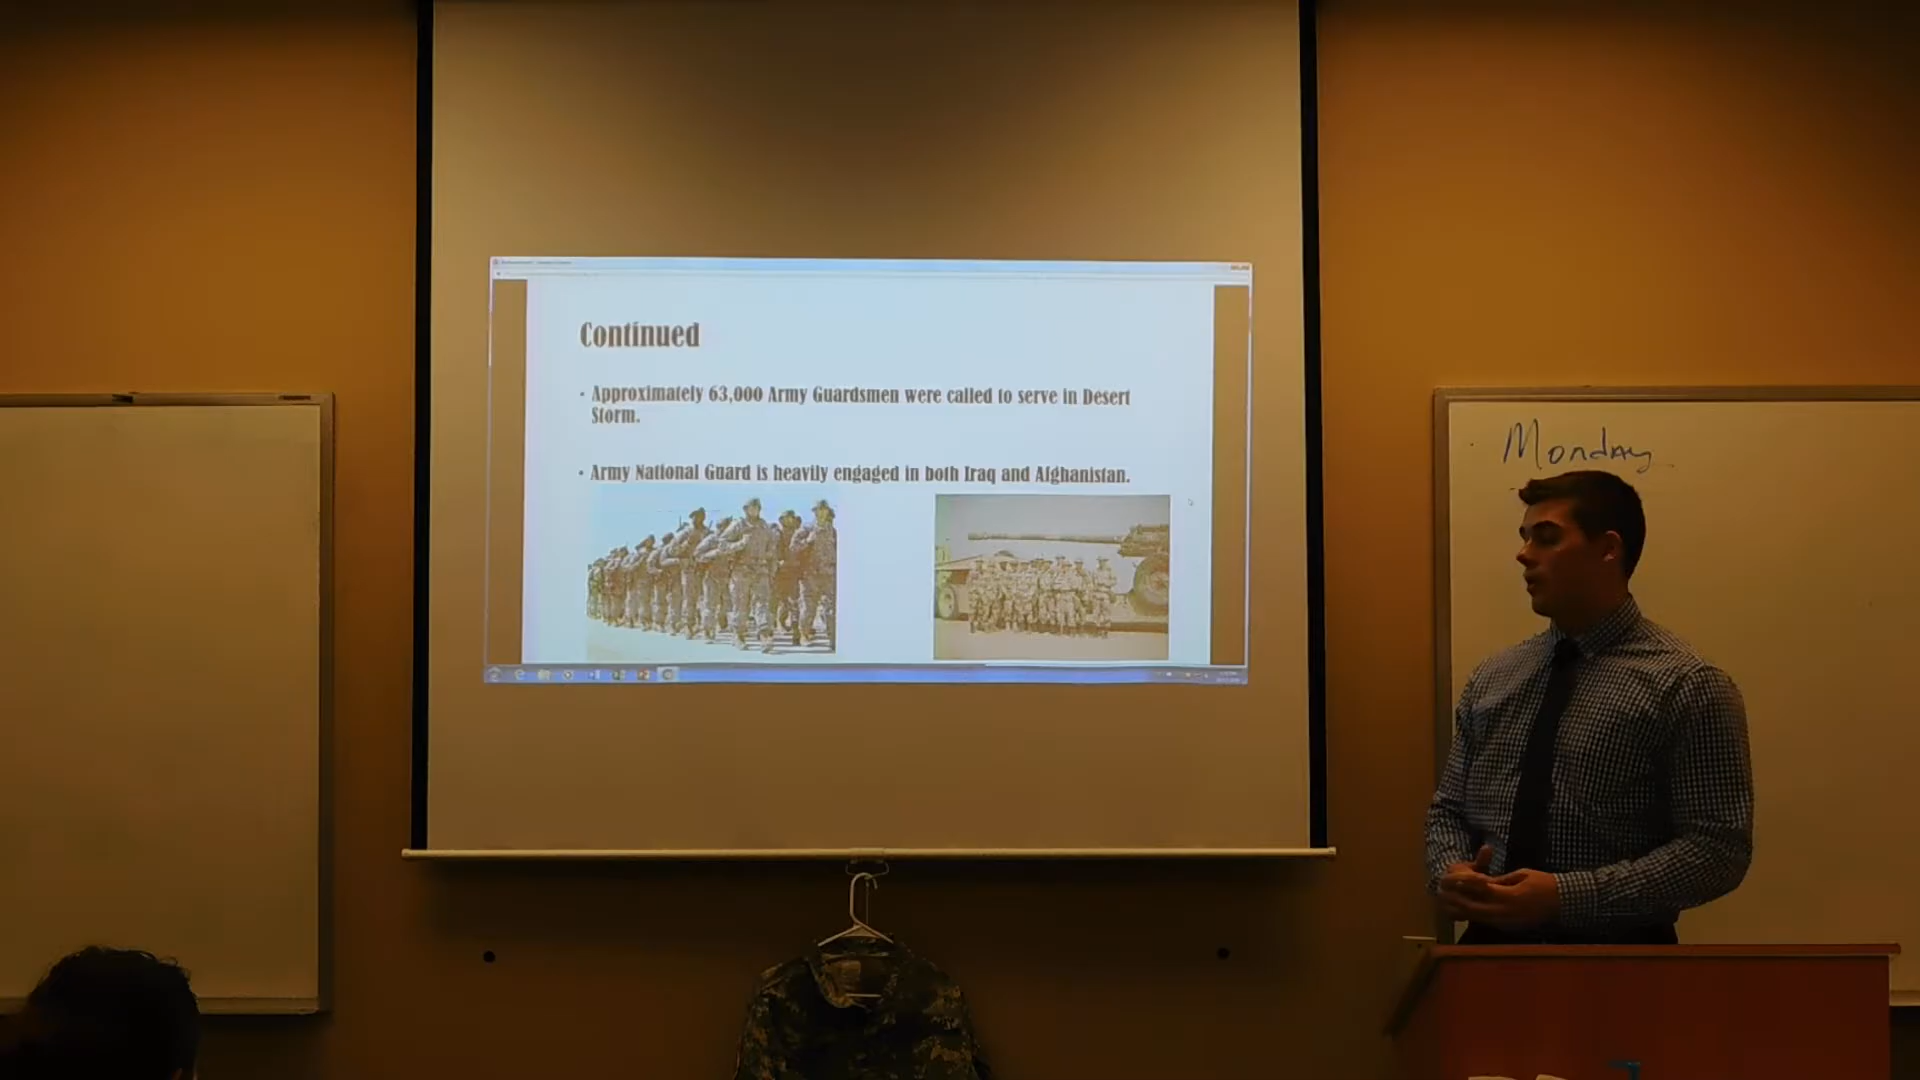 Continued
• Approximately 63,000 Army Guardsmen were called to serve in Desert
Storm.
• Army National Guard is heavily engaged in both Iraq and Afghanistan.
Monday